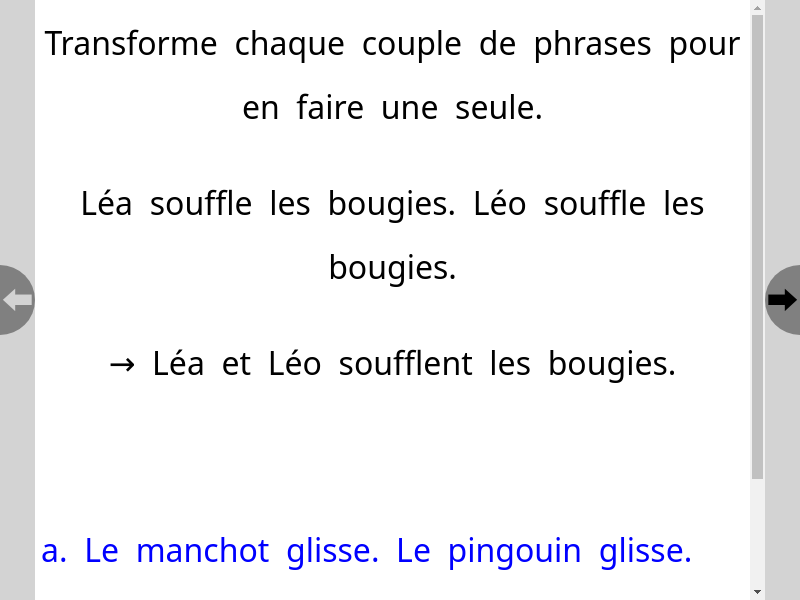 Transforme chaque couple de phrases pour
en faire une seule.
Léa souffle les bougies. Léo souffle les
bougies.
→ Léa et Léo soufflent les bougies.
a. Le manchot glisse. Le pingouin glisse.